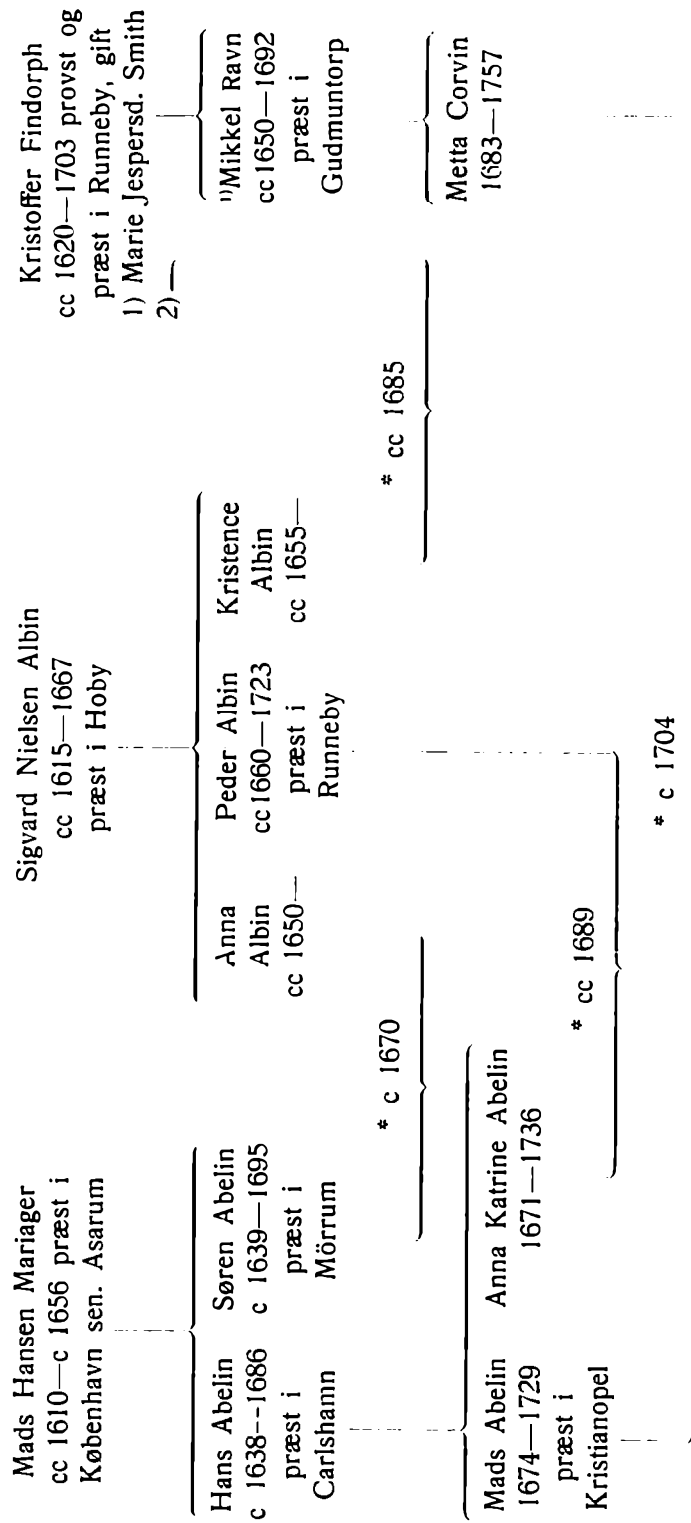 Mads Hansen Mariager
cc 1610—c 1656 præst i
København sen. Asarum
Sigvard Nielsen Albin
cc 1615—1667
præst i Hoby
Kristoffer Findorph
cc 1620—1703 provst og
præst i Runneby, gift
1) Marie Jespersd. Smith
2) —
Hans Abelin
c 1638--1686
præst i
Carlshamn
Søren Abelin
c 1639—1695
præst i
Mörrum
Anna
Albin
cc 1650—
Peder Albin
cc1660—1723
præst i
Runneby
Kristence
Albin
cc 1655—
1)Mikkel Ravn
cc1650—1692
præst i
Gudmuntorp
* c 1670
* cc 1685
Mads Abelin
1674—1729
præst i
Kristianopel
Anna Katrine Abelin
1671—1736
Metta Corvin
1683—1757
* cc 1689
* c 1704